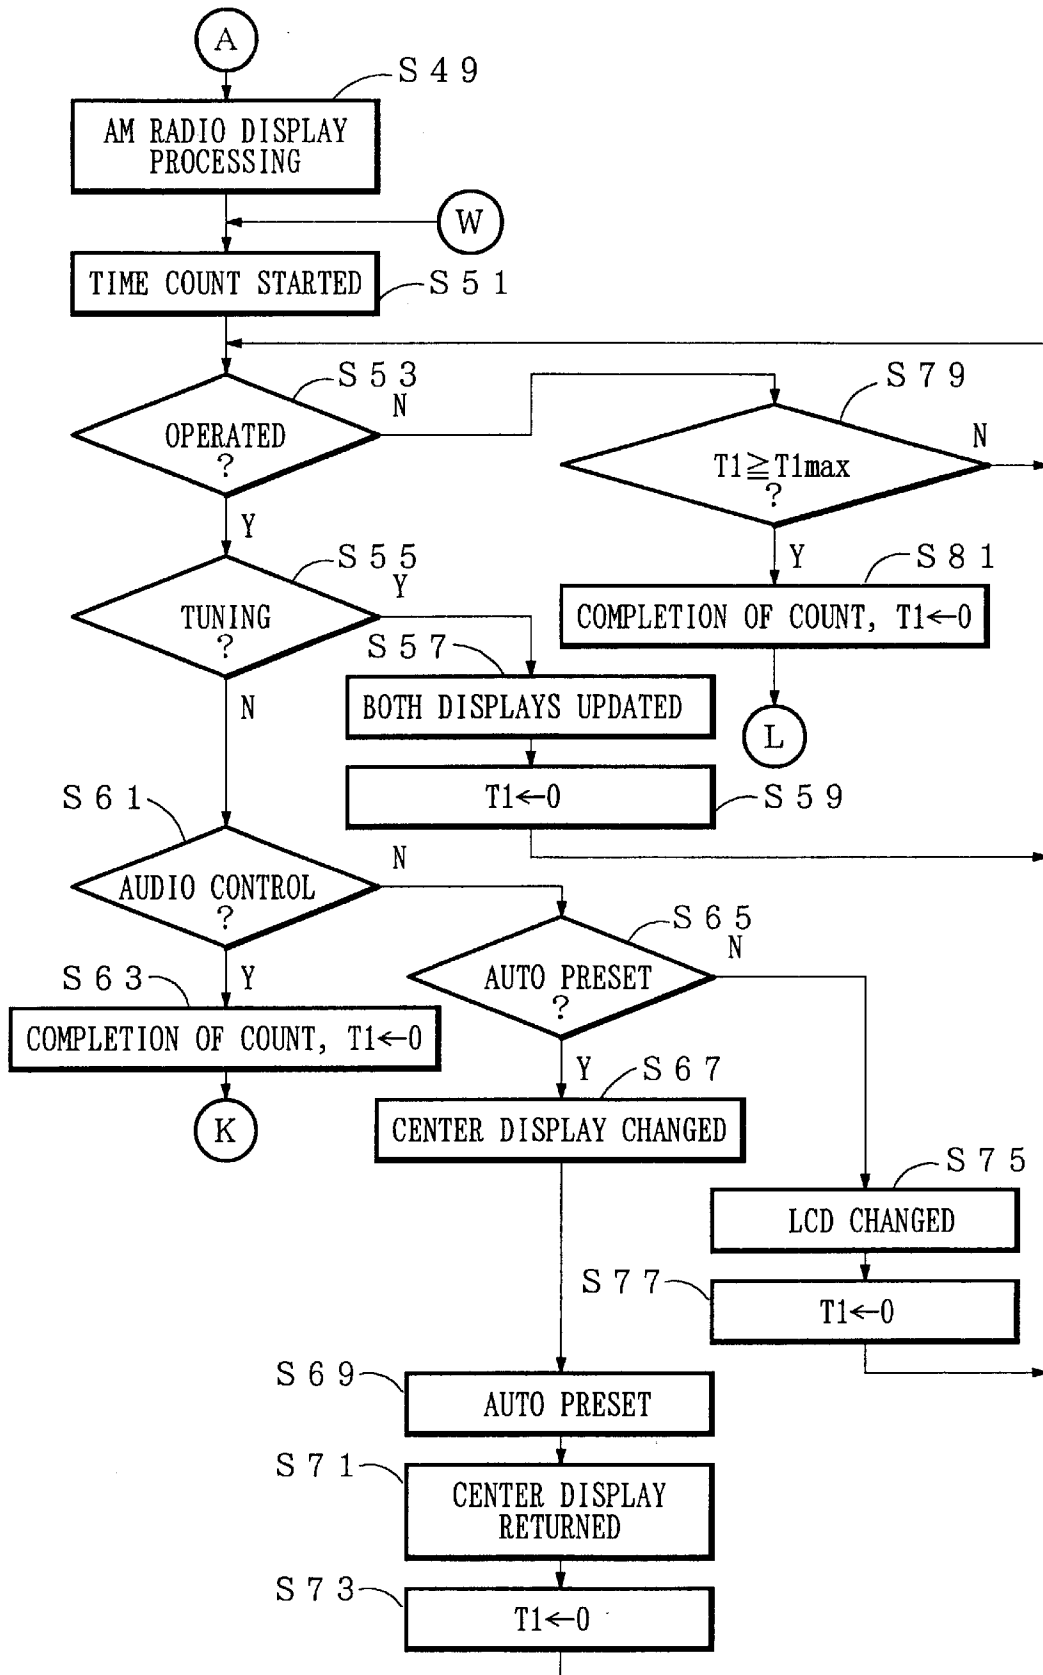 A
S49
AM RADIO DISPLAY
PROCESSING
W
TIME COUNT STARTED
S51
S53
OPERATED
?
N
Y
S79
T1≧T1max
?
N
Y
S81
COMPLETION OF COUNT, T1←0
L
S55
TUNING
?
Y
N
S57
BOTH DISPLAYS UPDATED
T1←0
S59
S61
AUDIO CONTROL
?
N
Y
S63
COMPLETION OF COUNT, T1←0
K
S65
AUTO PRESET
?
N
Y
S67
CENTER DISPLAY CHANGED
S75
LCD CHANGED
S77
T1←0
S69
AUTO PRESET
S71
CENTER DISPLAY
RETURNED
S73
T1←0